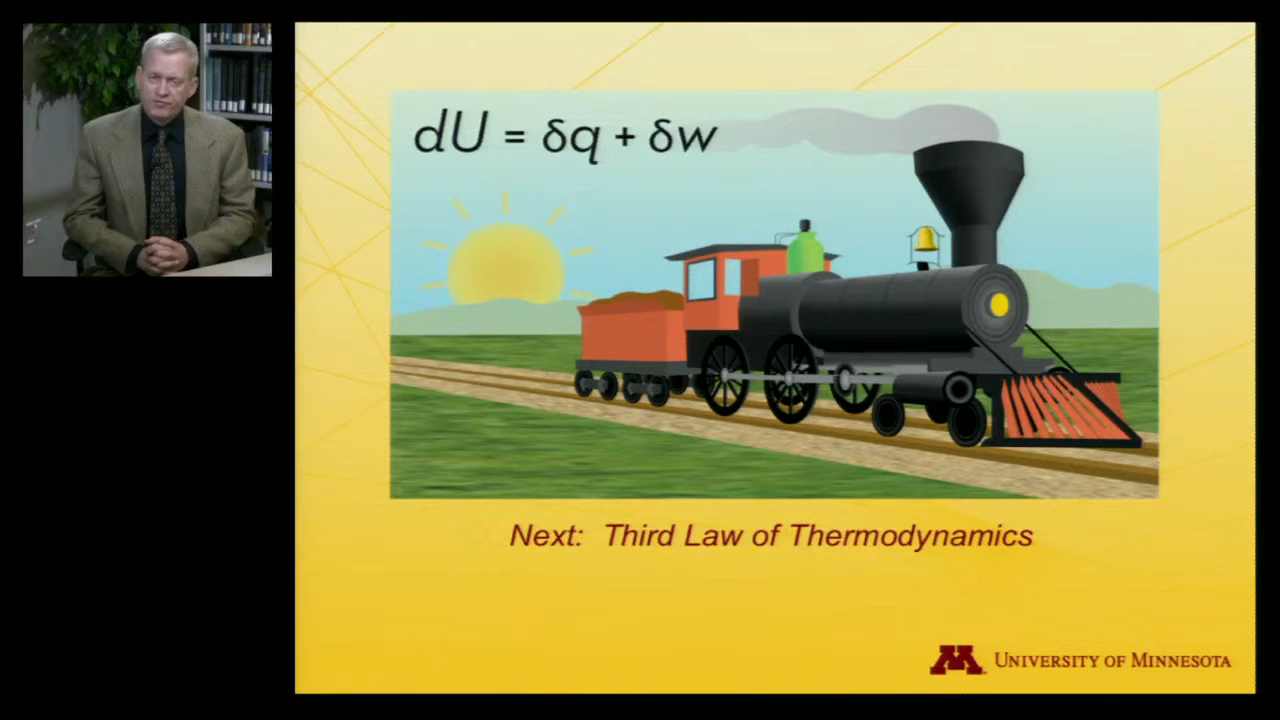 dU = δq + δw
Next: Third Law of Thermodynamics
M UNIVERSITY OF MINNESOTA